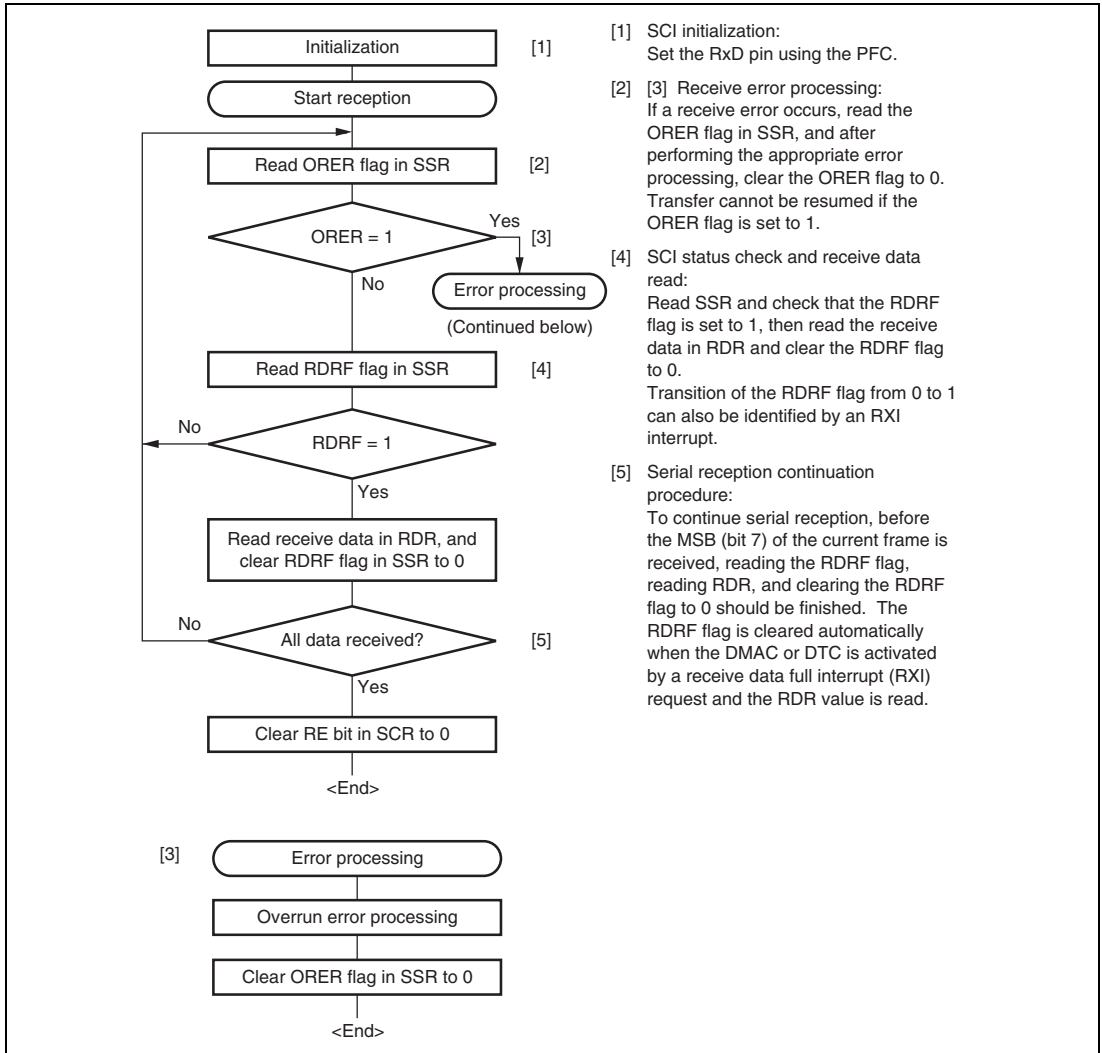 Initialization
[1]
Start reception
Read ORER flag in SSR
[2]
ORER = 1
Yes
[3]
No
Error processing
(Continued below)
Read RDRF flag in SSR
[4]
No
RDRF = 1
Yes
Read receive data in RDR, and
clear RDRF flag in SSR to 0
No
All data received?
[5]
Yes
Clear RE bit in SCR to 0
<End>
[3]
Error processing
Overrun error processing
Clear ORER flag in SSR to 0
<End>
[1] SCI initialization:
Set the RxD pin using the PFC.
[2] [3] Receive error processing:
If a receive error occurs, read the
ORER flag in SSR, and after
performing the appropriate error
processing, clear the ORER flag to 0.
Transfer cannot be resumed if the
ORER flag is set to 1.
[4] SCI status check and receive data
read:
Read SSR and check that the RDRF
flag is set to 1, then read the receive
data in RDR and clear the RDRF flag
to 0.
Transition of the RDRF flag from 0 to 1
can also be identified by an RXI
interrupt.
[5] Serial reception continuation
procedure:
To continue serial reception, before
the MSB (bit 7) of the current frame is
received, reading the RDRF flag,
reading RDR, and clearing the RDRF
flag to 0 should be finished. The
RDRF flag is cleared automatically
when the DMAC or DTC is activated
by a receive data full interrupt (RXI)
request and the RDR value is read.